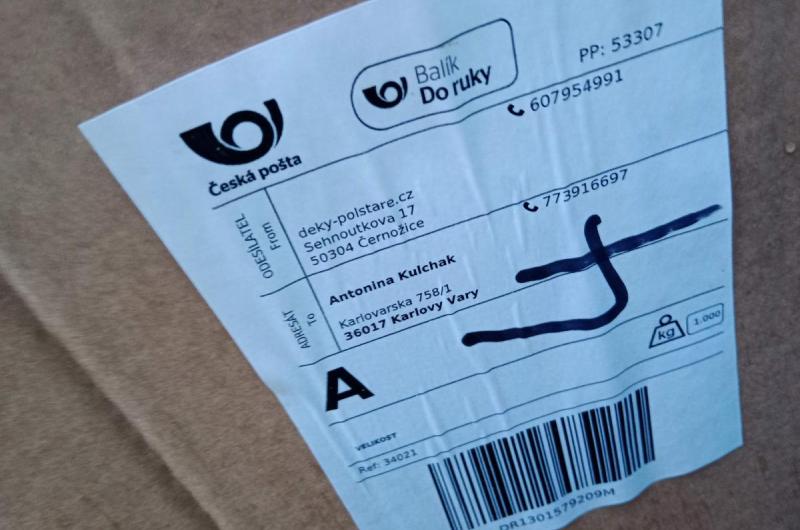 Česká pošta
Balík
Do ruky
PP: 53307
607954991
ODESÍLATEL
From
deky-polstare.cz
Sehnoutkova 17
50304 Černožice
773916697
ADRESÁT
To
Antonina Kulchak
Karlovarska 758/1
36017 Karlovy Vary
A
kg
1.000
VELIKOST
Ref: 34021
DR1301579209M